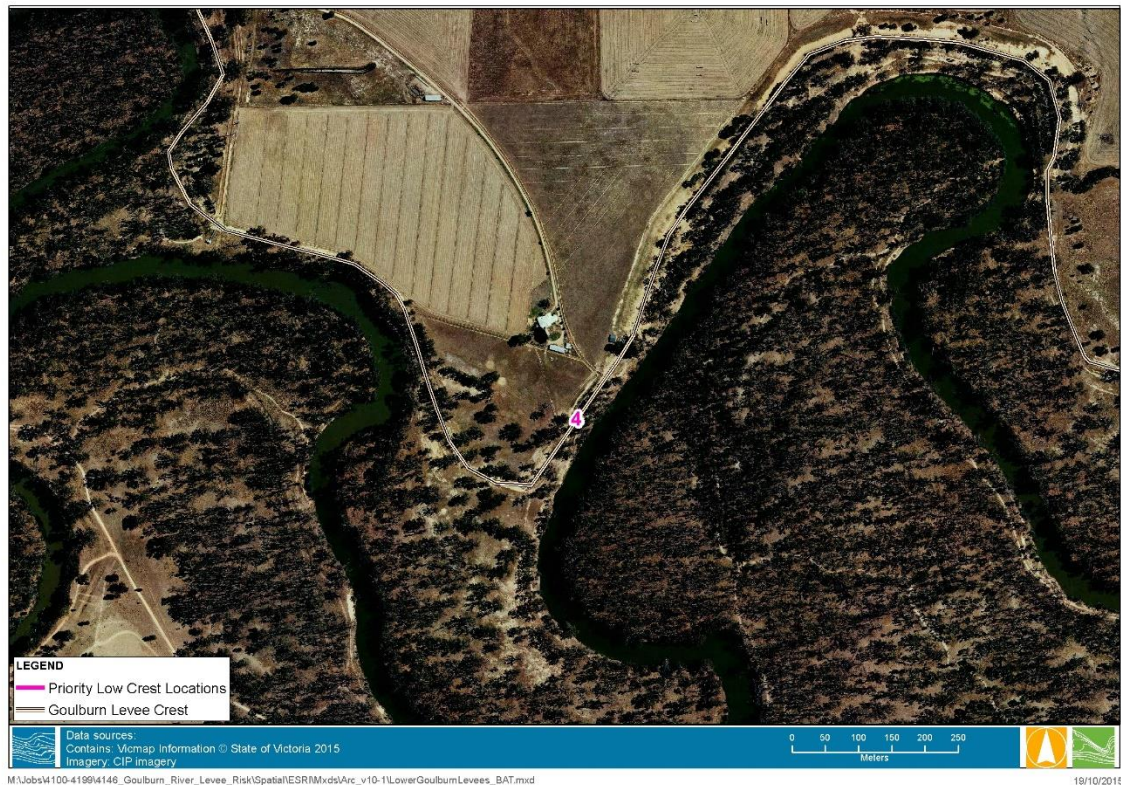 4
LEGEND
Priority Low Crest Locations
Goulburn Levee Crest
Data sources:
Contains: Vicmap Information © State of Victoria 2015
Imagery: CIP imagery
0 50 100 150 200 250
Meters
M:\Jobs\4100-4199\4146_Goulburn_River_Levee_Risk\Spatial\ESRI\Mxds\Arc_v10-1\LowerGoulburnLevees_BAT.mxd
19/10/2015